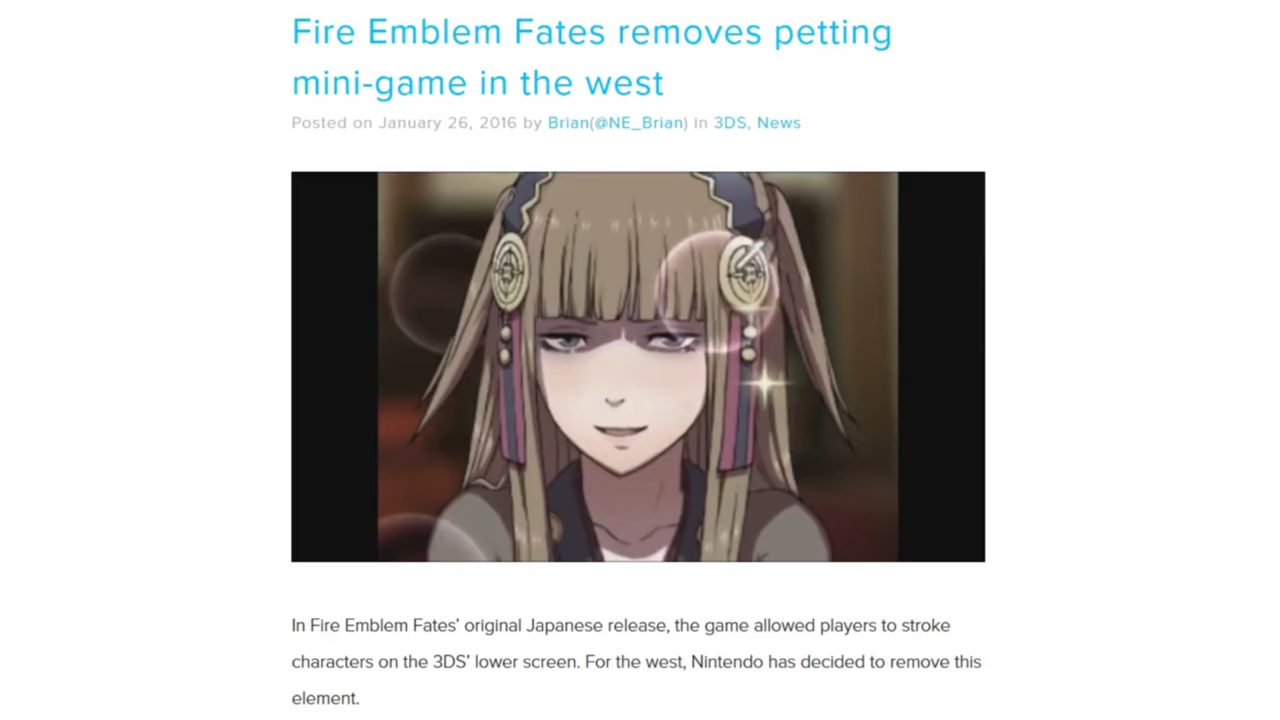 Fire Emblem Fates removes petting
mini-game in the west
Posted on January 26, 2016 by Brian(@NE_Brian) in 3DS, News
In Fire Emblem Fates’ original Japanese release, the game allowed players to stroke
characters on the 3DS’ lower screen. For the west, Nintendo has decided to remove this
element.